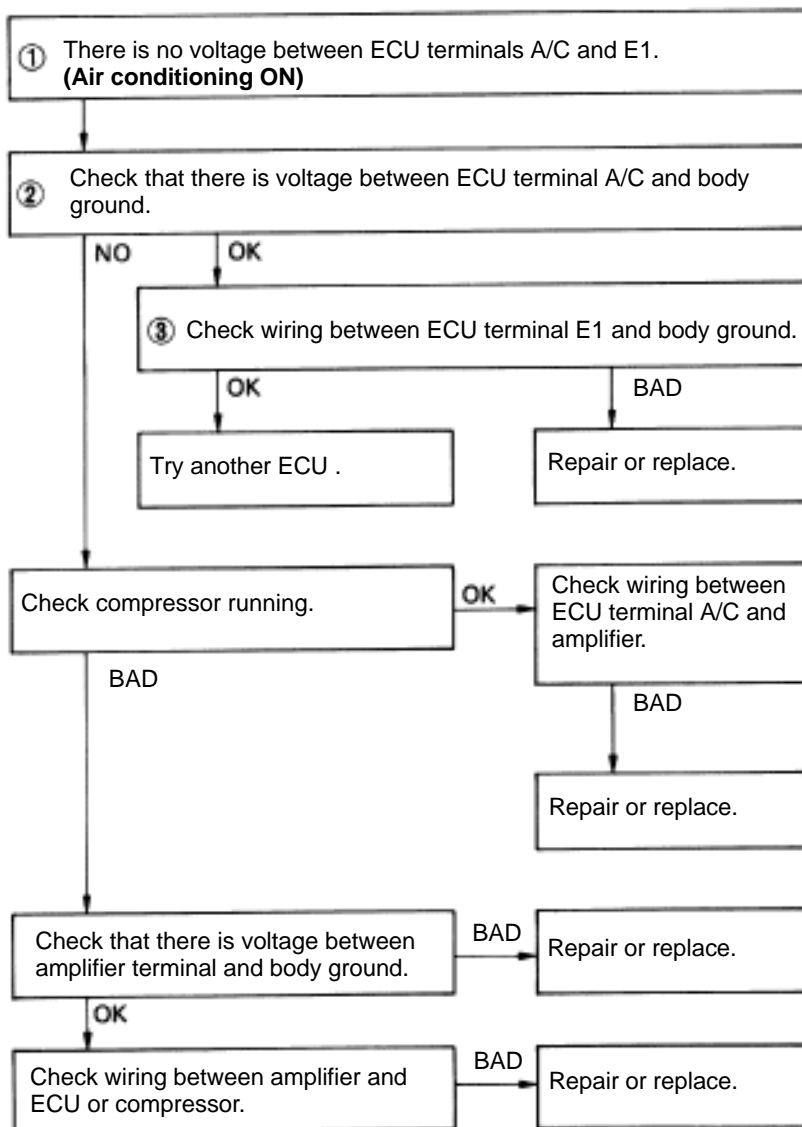 ① There is no voltage between ECU terminals A/C and E1.
(Air conditioning ON)
② Check that there is voltage between ECU terminal A/C and body
ground.
NO
OK
③ Check wiring between ECU terminal E1 and body ground.
OK
BAD
Try another ECU .
Repair or replace.
Check compressor running.
OK
Check wiring between
ECU terminal A/C and
amplifier.
BAD
BAD
Repair or replace.
Check that there is voltage between
amplifier terminal and body ground.
BAD
Repair or replace.
OK
Check wiring between amplifier and
ECU or compressor.
BAD
Repair or replace.